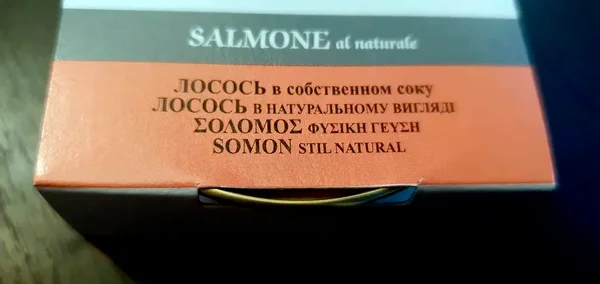 SALMONE al naturale
ЛОСОСЬ в собственном соку
ЛОСОСЬ В НАТУРАЛЬНОМУ ВИГЛЯДІ
ΣΟΛΟΜΟΣ ΦΥΣΙΚΗ ΓΕΥΣΗ
SOMON STIL NATURAL